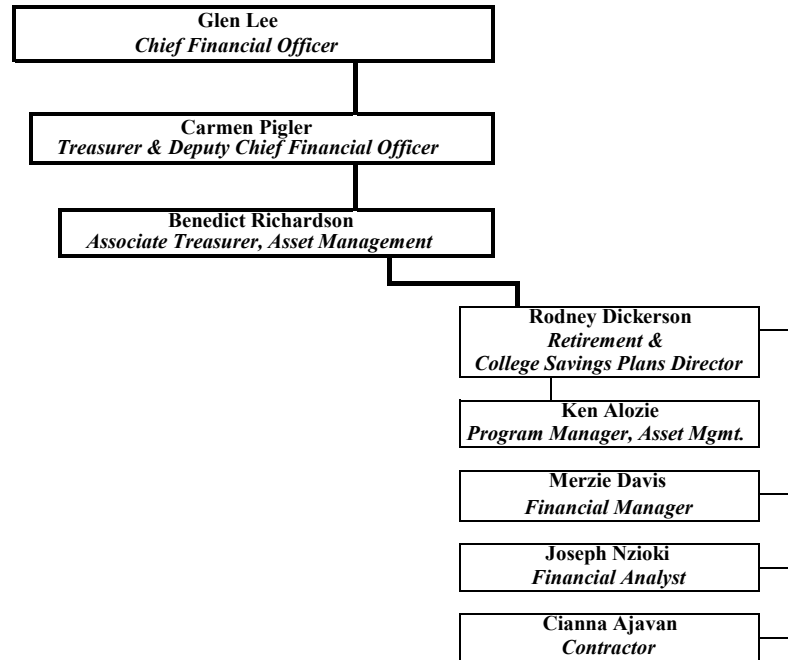 Glen Lee
Chief Financial Officer
Carmen Pigler
Treasurer & Deputy Chief Financial Officer
Benedict Richardson
Associate Treasurer, Asset Management
Rodney Dickerson
Retirement &
College Savings Plans Director
Ken Alozie
Program Manager, Asset Mgmt.
Merzie Davis
Financial Manager
Joseph Nzioki
Financial Analyst
Cianna Ajavan
Contractor